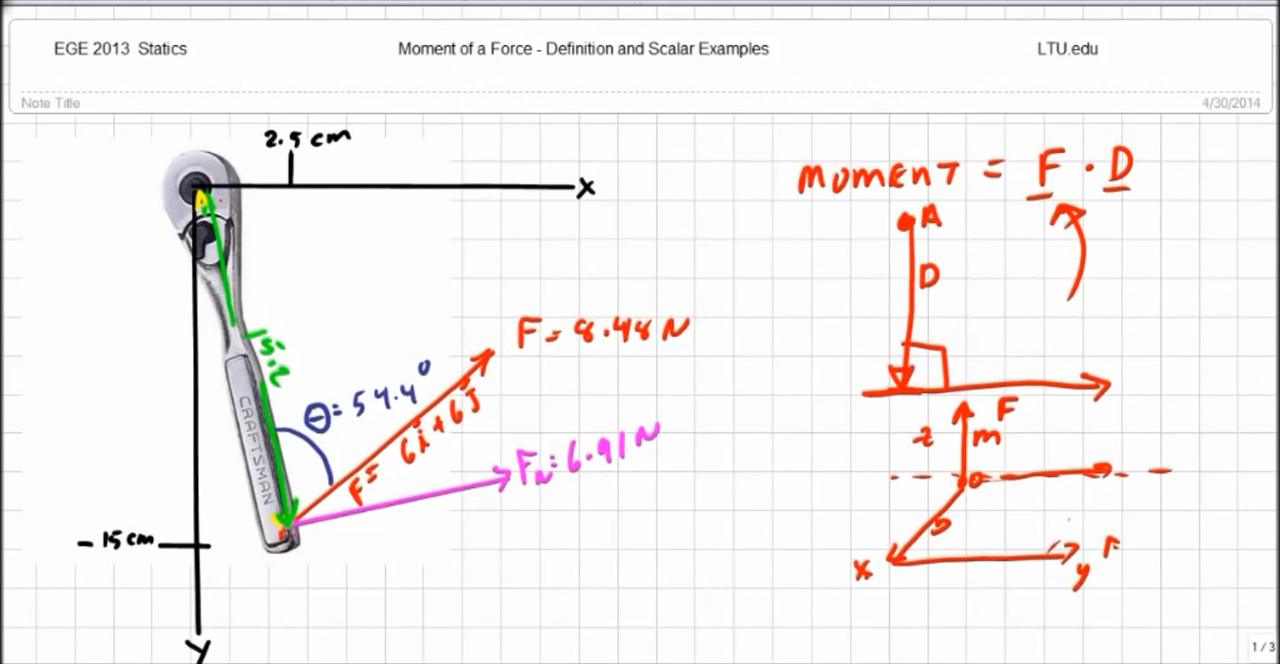 EGE 2013 Statics
Moment of a Force - Definition and Scalar Examples
LTU.edu
Note Title
4/30/2014
2.5 cm
X
MOMENT = F · D
A
D
15.2
F = 8.48 N
θ = 54.4°
F = 6i + 6J
CRAFTSMAN
FN = 6.91 N
F
z
m
- 15 cm
D
X
y
F
y
1 / 3